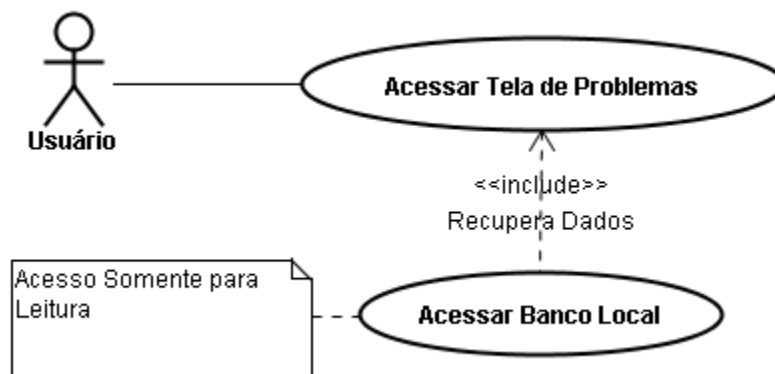 Usuário
Acessar Tela de Problemas
<<include>>
Recupera Dados
Acesso Somente para
Leitura
Acessar Banco Local